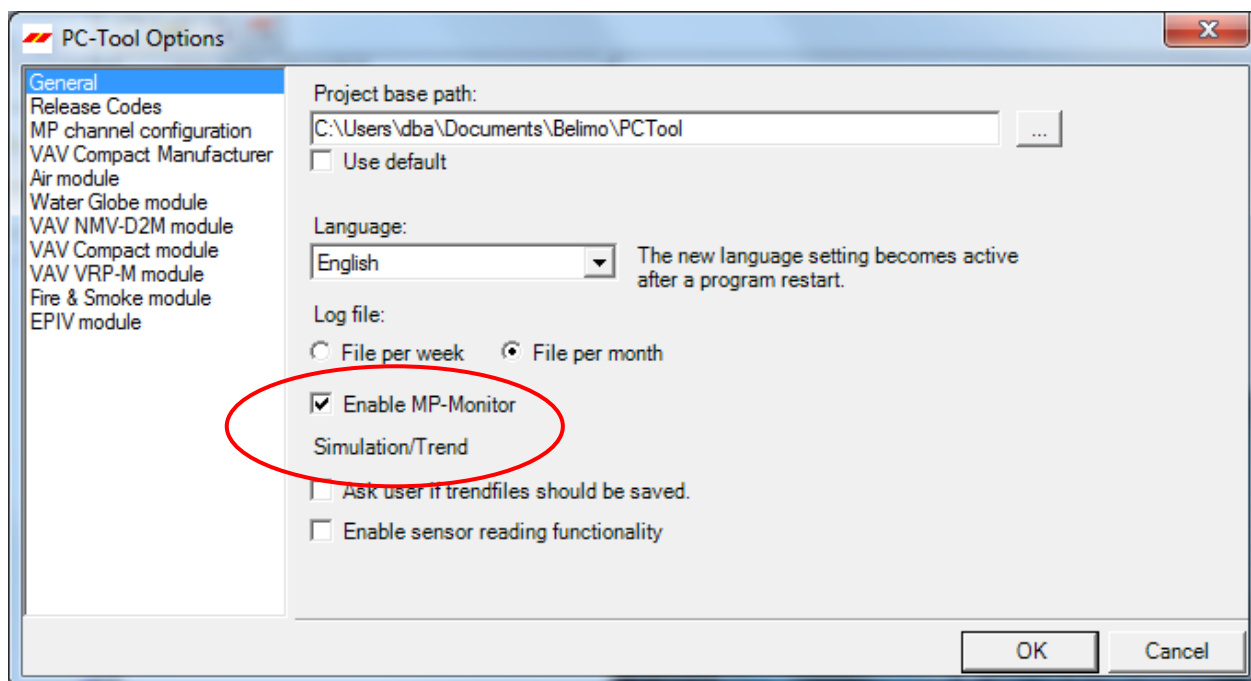 PC-Tool Options
General
Release Codes
MP channel configuration
VAV Compact Manufacturer
Air module
Water Globe module
VAV NMV-D2M module
VAV Compact module
VAV VRP-M module
Fire & Smoke module
EPIV module
Project base path:
C:\Users\dba\Documents\Belimo\PCTool
...
Use default
Language:
English
The new language setting becomes active
after a program restart.
Log file:
File per week
File per month
Enable MP-Monitor
Simulation/Trend
Ask user if trendfiles should be saved.
Enable sensor reading functionality
OK
Cancel